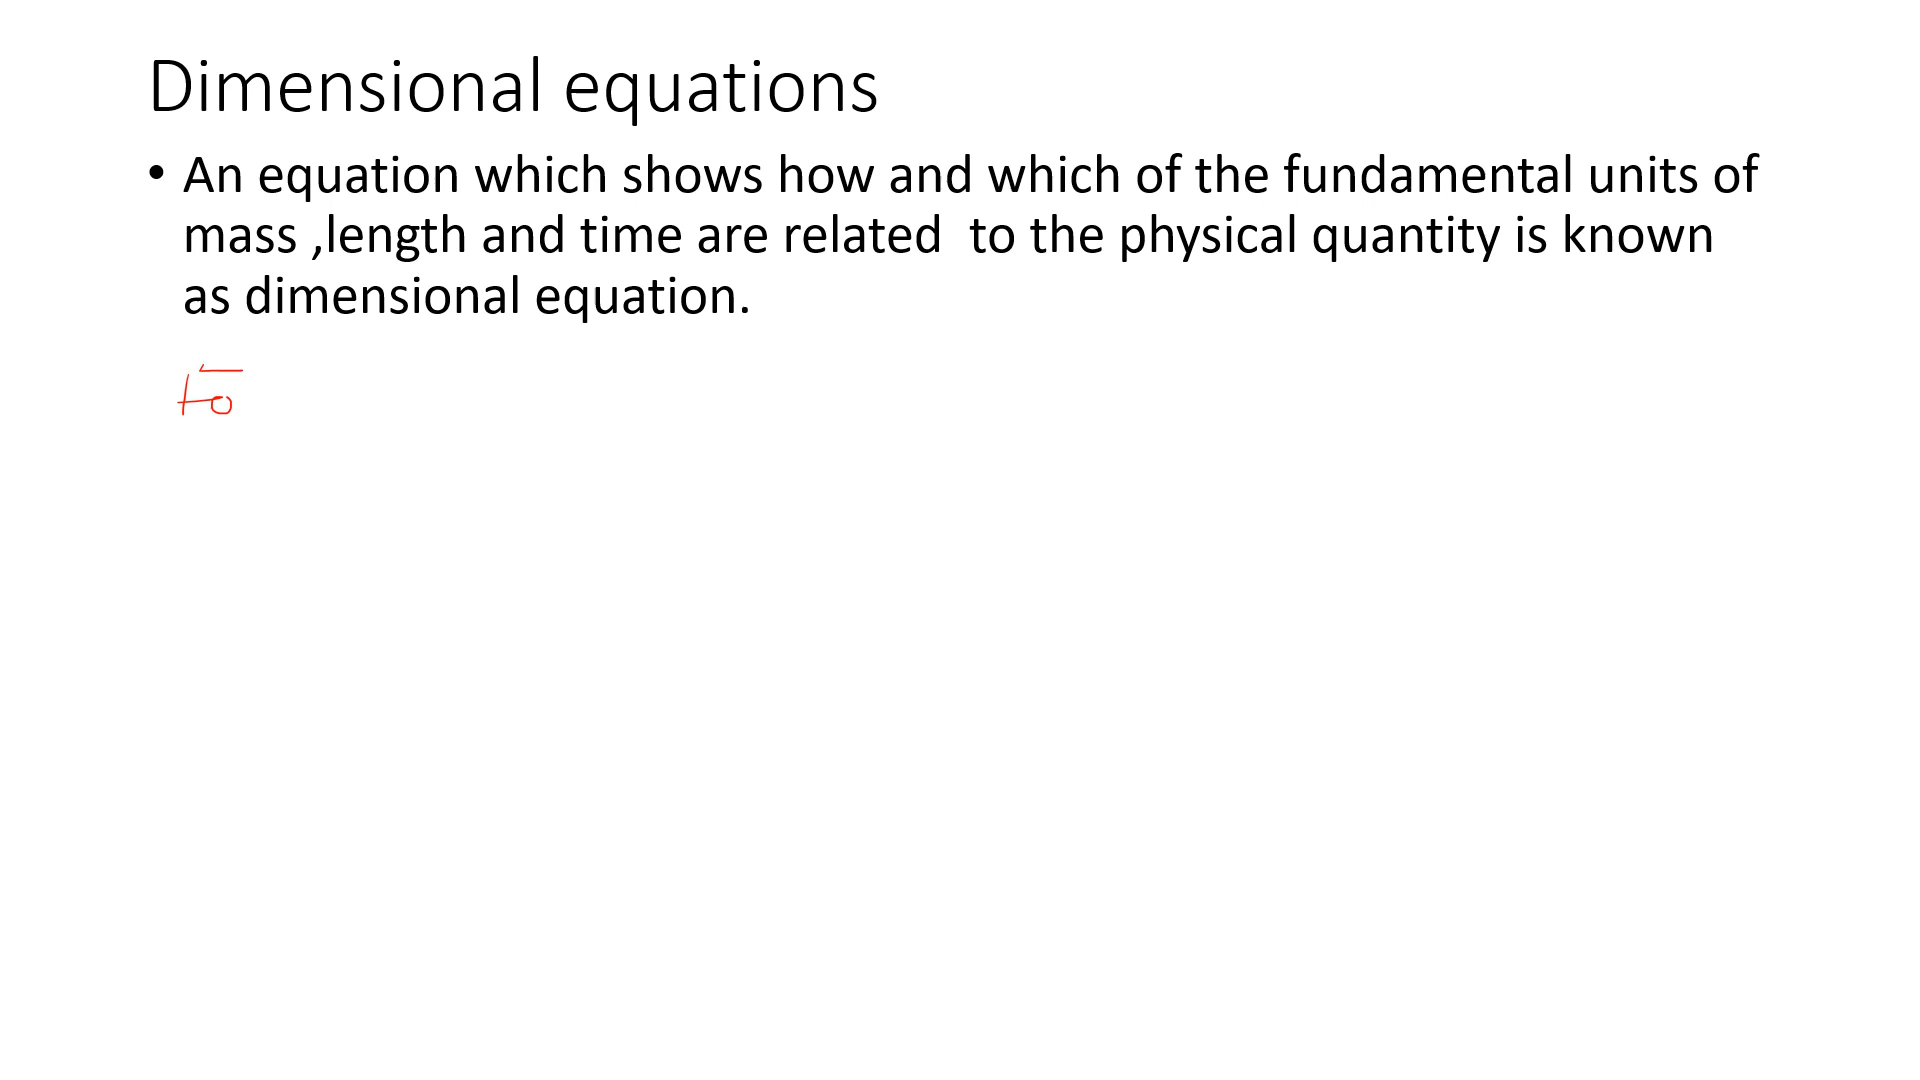 Dimensional equations
• An equation which shows how and which of the fundamental units of
mass ,length and time are related  to the physical quantity is known
as dimensional equation.